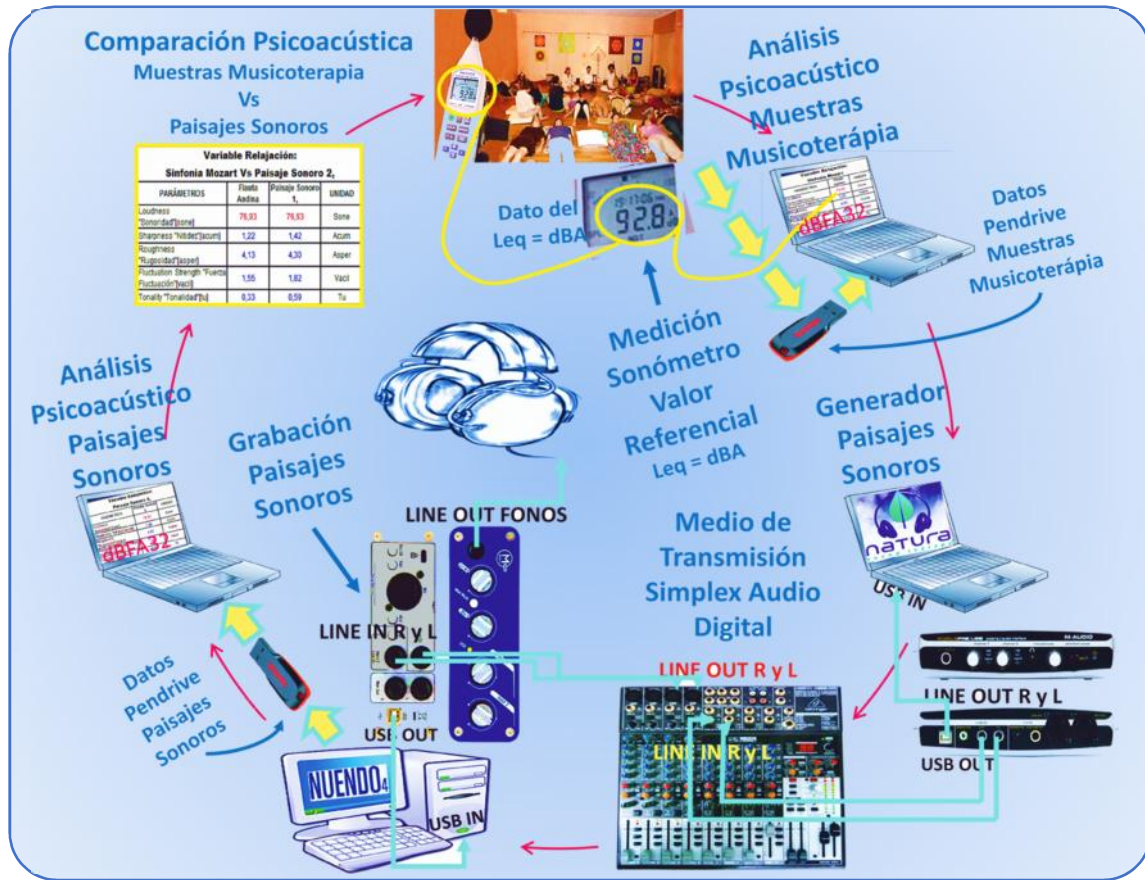 Comparación Psicoacústica
Muestras Musicoterapia
Vs
Paisajes Sonoros
Variable Relajación:
Sinfonia Mozart Vs Paisaje Sonoro 2,
PARÁMETROS
Flauta Andina
Paisaje Sonoro 1,
UNIDAD
Loudness "Sonoridad"[sone]
79,93
79,93
Sone
Sharpness "Nitidez"[acum]
1,22
1,42
Acum
Roughness "Rugosidad"[asper]
4,13
4,30
Asper
Fluctuation Strength "Fuerza Fluctuación"[vacil]
1,55
1,82
Vacil
Tonality "Tonalidad"[tu]
0,33
0,59
Tu
Análisis
Psicoacústico
Muestras
Musicoterápia
Dato del
Leq = dBA
15:17:06
92.8
dBFA32
Datos
Pendrive
Muestras
Musicoterápia
Medición
Sonómetro
Valor
Referencial
Leq = dBA
Generador
Paisajes
Sonoros
natura
USB IN
M-AUDIO
LINE OUT R y L
USB OUT
Medio de
Transmisión
Simplex Audio
Digital
LINE OUT R y L
LINE IN R y L
Grabación
Paisajes
Sonoros
LINE OUT FONOS
LINE IN R y L
USB OUT
NUENDO4
USB IN
Datos
Pendrive
Paisajes
Sonoros
Análisis
Psicoacústico
Paisajes
Sonoros
dBFA32